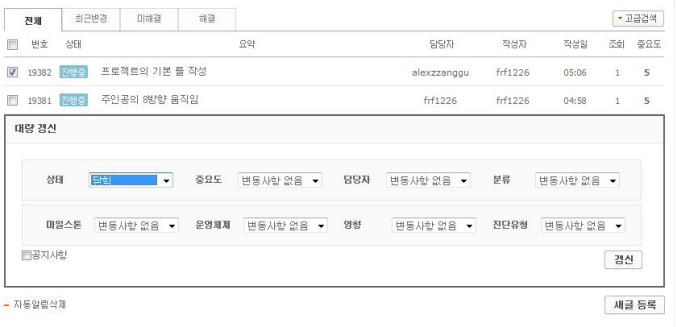 전체 최근변경 미해결 해결 고급검색
번호 상태 요약 담당자 작성자 작성일 조회 중요도
19382 진행중 프로젝트의 기본 틀 작성 alexzzanggu frf1226 05:06 1 5
19381 진행중 주인공의 8방향 움직임 frf1226 frf1226 04:58 1 5
대량 갱신
상태 닫힘 중요도 변동사항 없음 담당자 변동사항 없음 분류 변동사항 없음
마일스톤 변동사항 없음 운영체제 변동사항 없음 영향 변동사항 없음 진단유형 변동사항 없음
공지사항 갱신
자동알림삭제 새글 등록